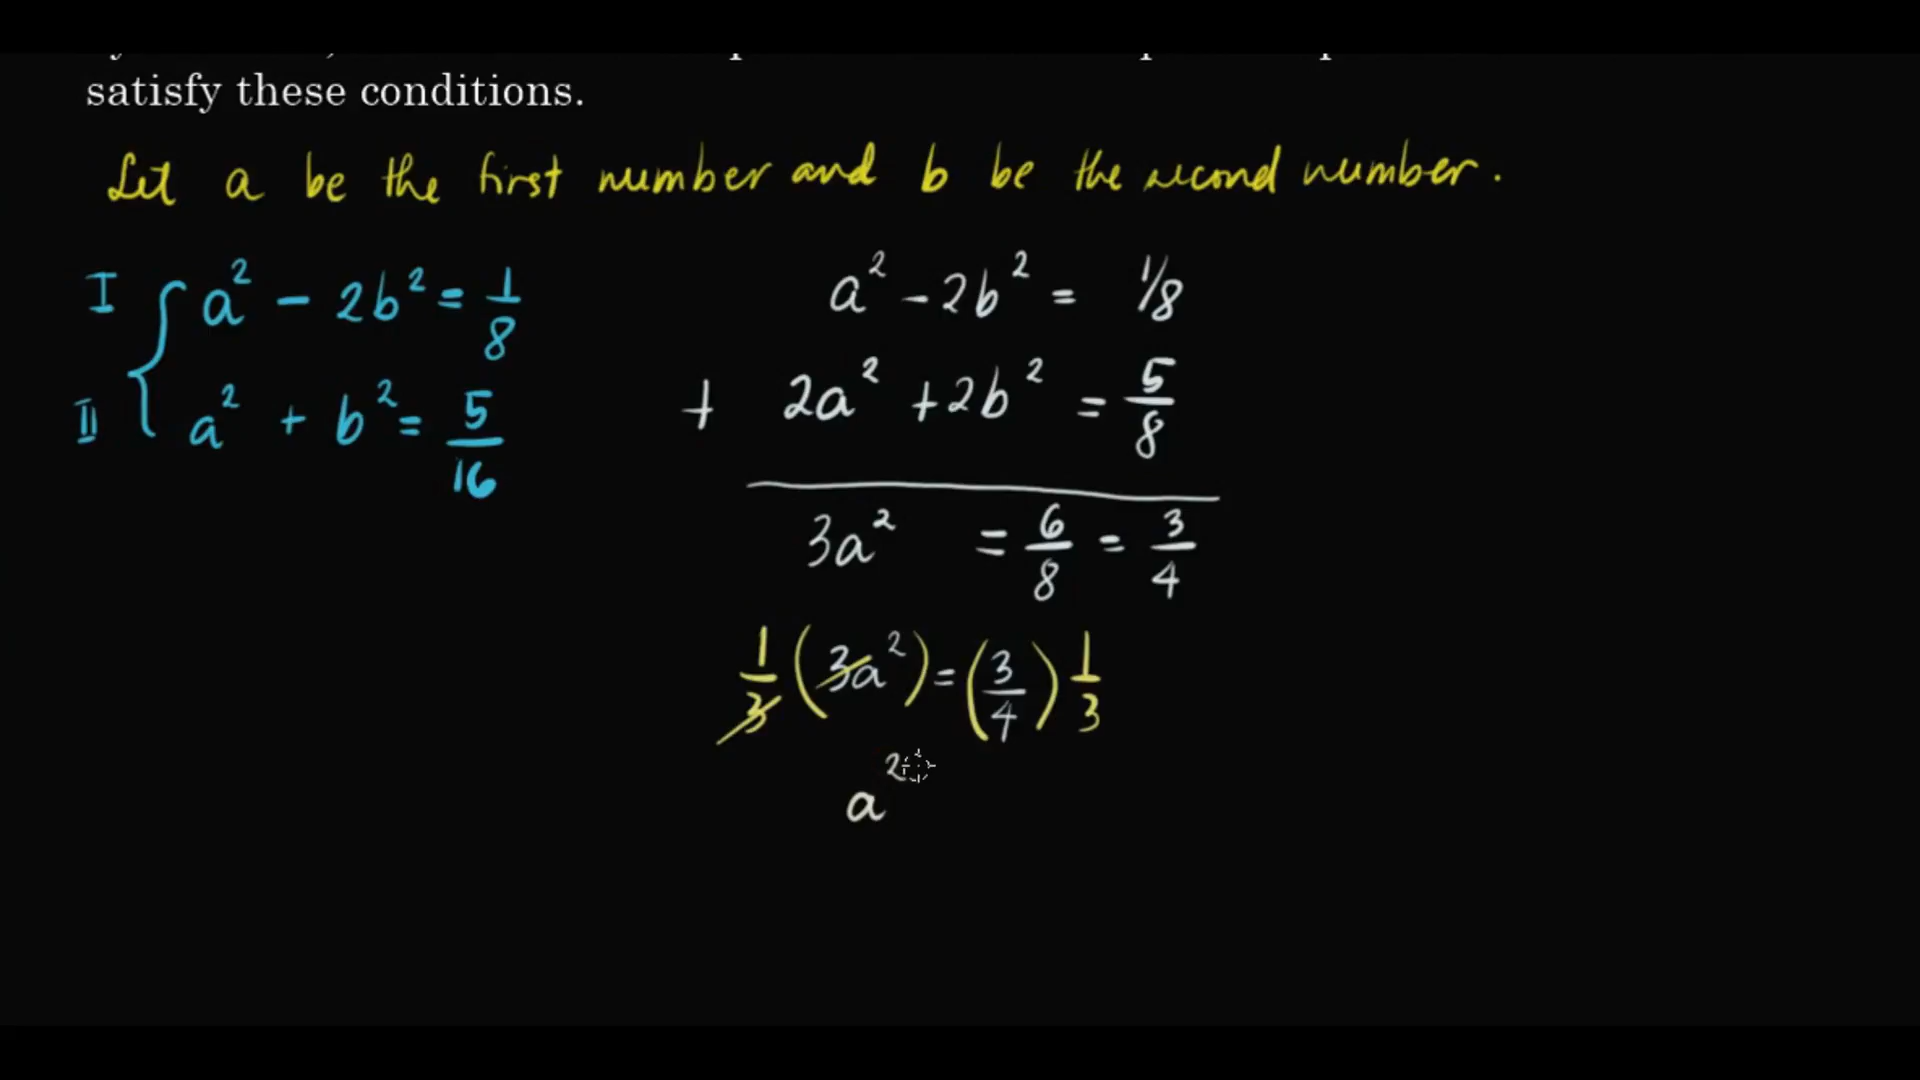 satisfy these conditions.
Let a be the first number and b be the second number.
I a² - 2b² = 1/8
II a² + b² = 5/16
a² - 2b² = 1/8
+ 2a² + 2b² = 5/8
3a² = 6/8 = 3/4
1/3 (3a²) = (3/4) 1/3
a²